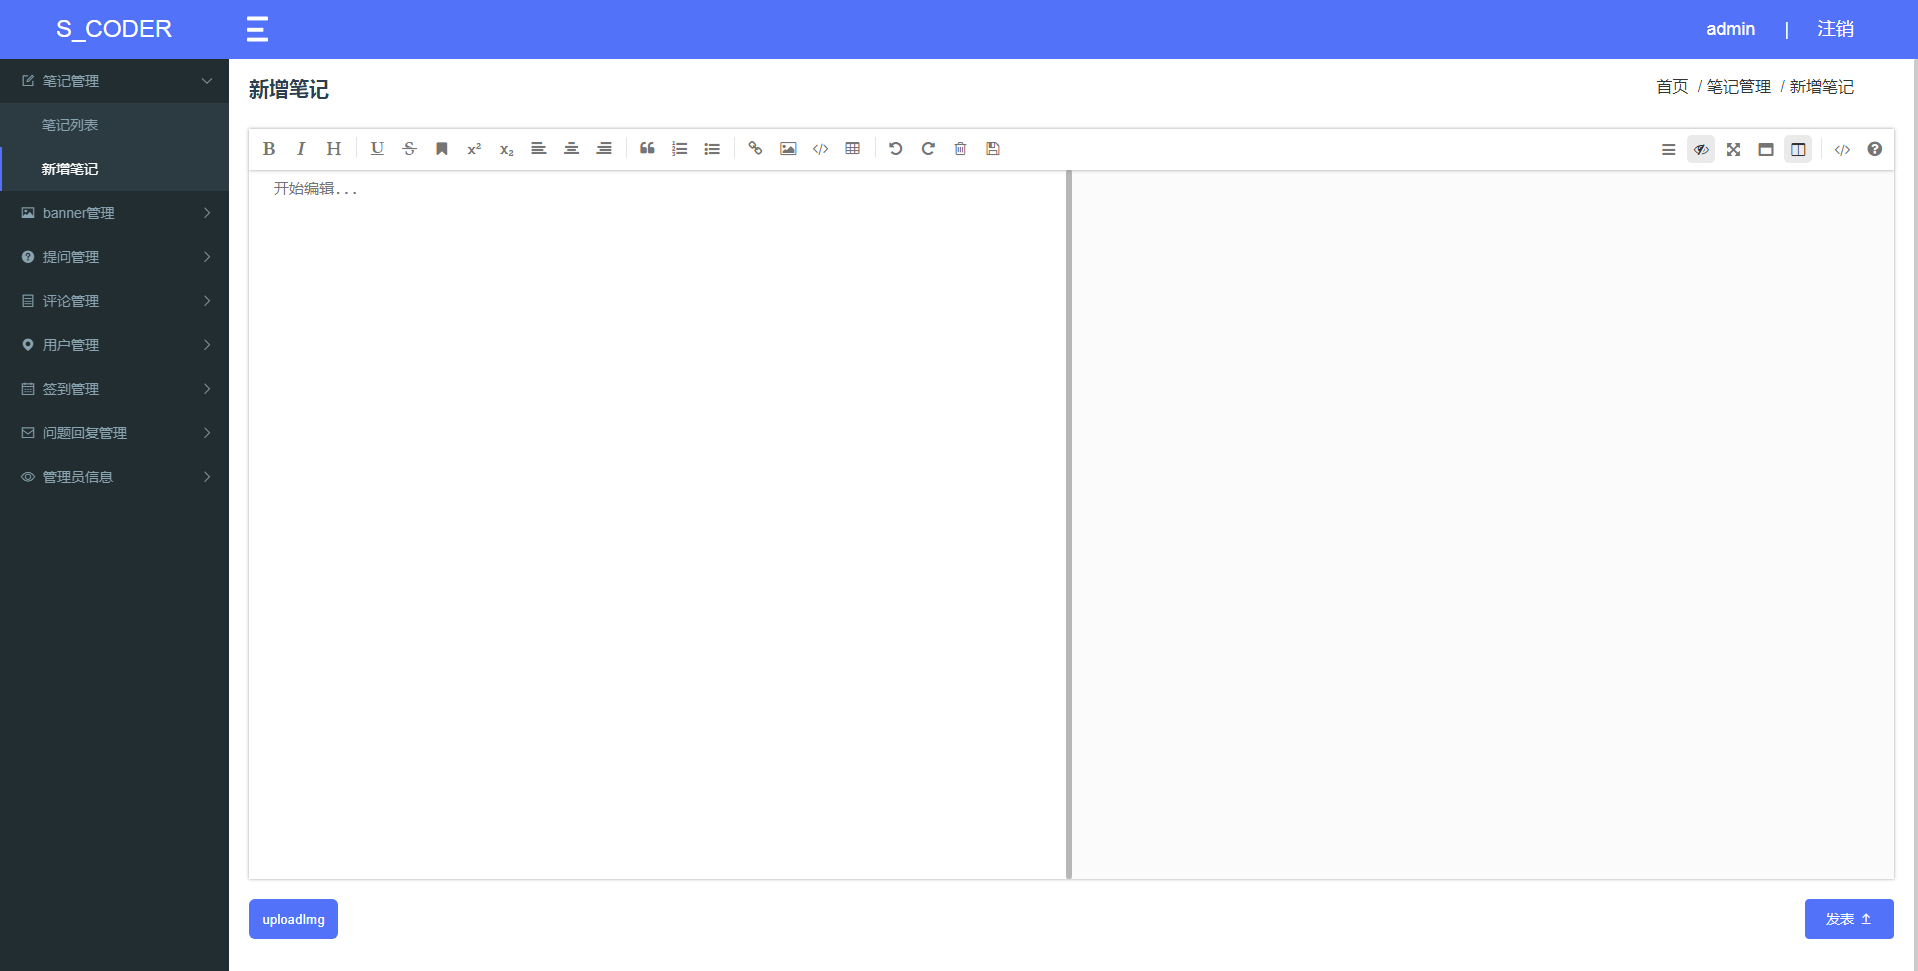 S_CODER
admin | 注销
笔记管理
笔记列表
新增笔记
banner管理
提问管理
评论管理
用户管理
签到管理
问题回复管理
管理员信息
新增笔记
首页 / 笔记管理 / 新增笔记
开始编辑...
uploadImg
发表